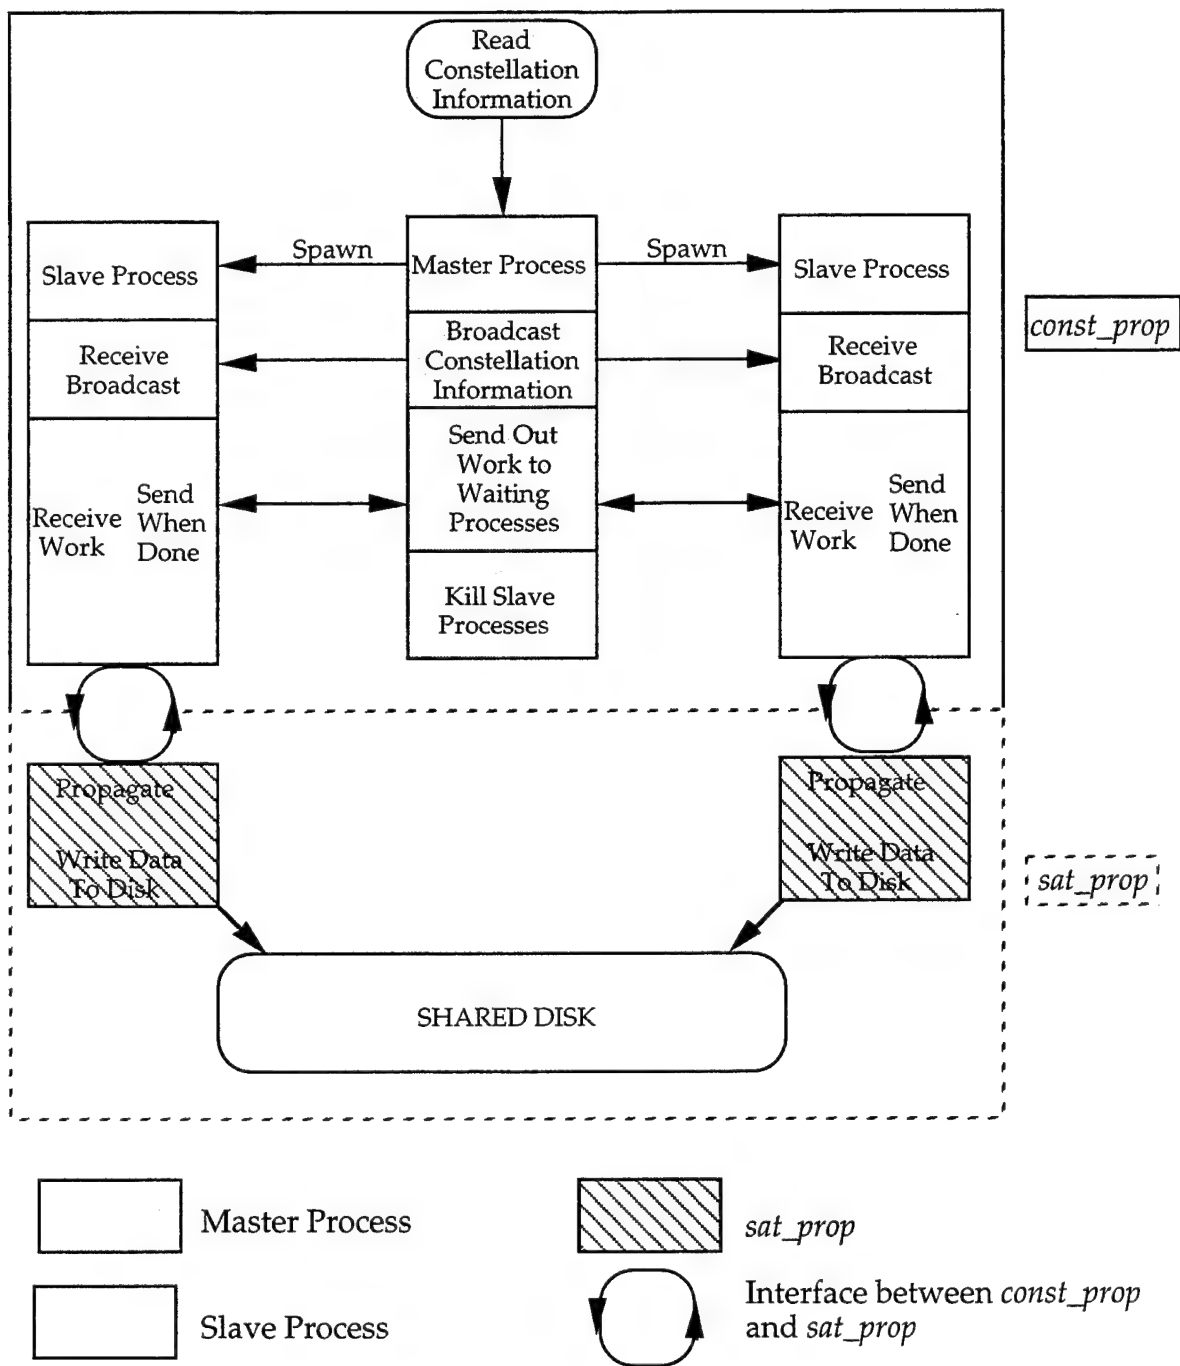 Read
Constellation
Information
Spawn
Spawn
Slave Process
Master Process
Slave Process
Receive
Broadcast
Broadcast
Constellation
Information
Receive
Broadcast
const_prop
Receive
Work
Send
When
Done
Send Out
Work to
Waiting
Processes
Receive
Work
Send
When
Done
Kill Slave
Processes
Propagate
Write Data
To Disk
Propagate
Write Data
To Disk
sat_prop
SHARED DISK
Master Process
sat_prop
Slave Process
Interface between const_prop
and sat_prop